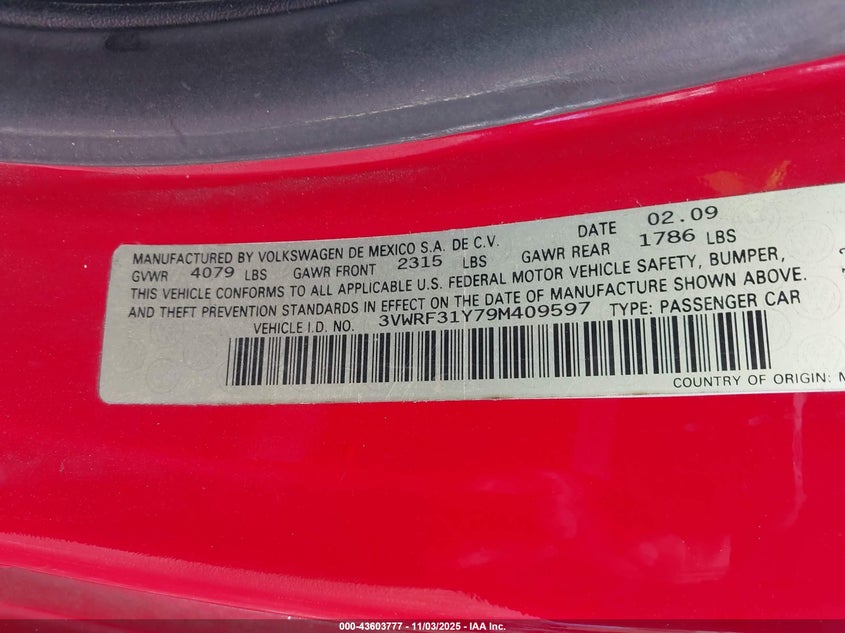 MANUFACTURED BY VOLKSWAGEN DE MEXICO S.A. DE C.V. DATE 02.09
GVWR 4079 LBS GAWR FRONT 2315 LBS GAWR REAR 1786 LBS
THIS VEHICLE CONFORMS TO ALL APPLICABLE U.S. FEDERAL MOTOR VEHICLE SAFETY, BUMPER,
AND THEFT PREVENTION STANDARDS IN EFFECT ON THE DATE OF MANUFACTURE SHOWN ABOVE.
VEHICLE I.D. NO. 3VWRF31Y79M409597 TYPE: PASSENGER CAR
COUNTRY OF ORIGIN: M
000-43603777 - 11/03/2025 - IAA Inc.